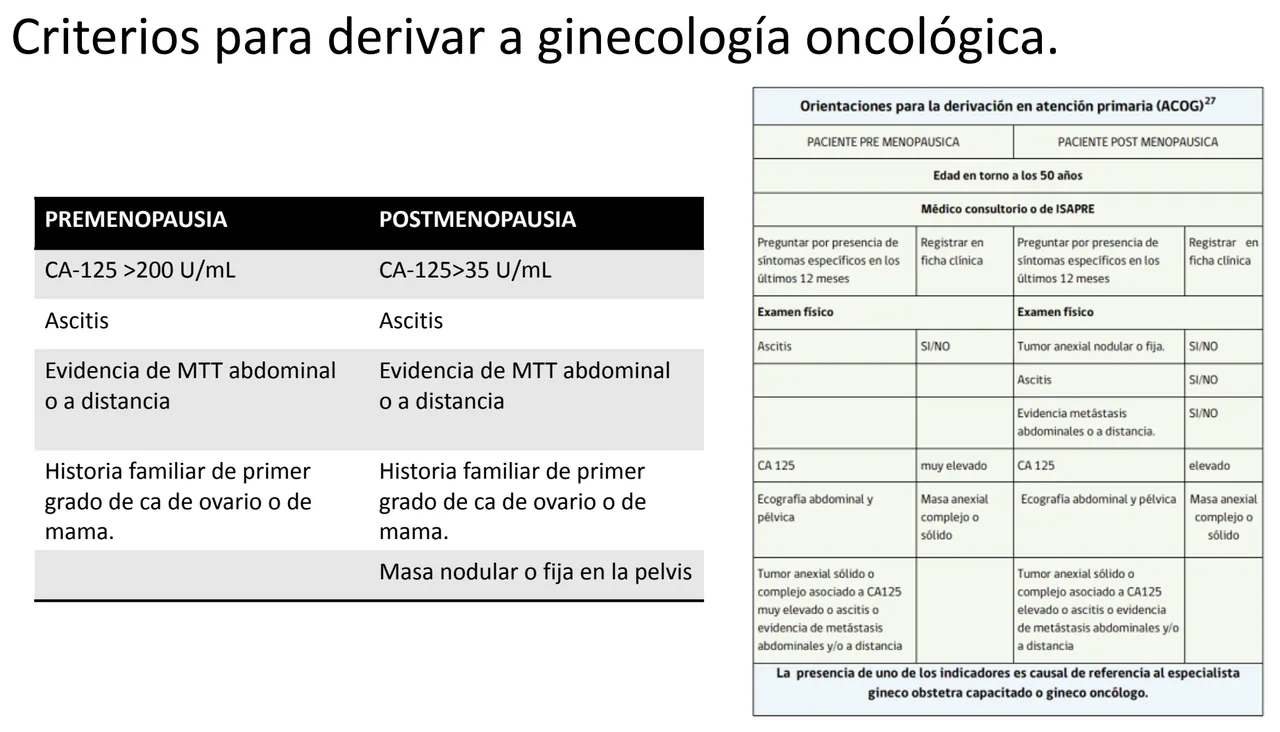 Criterios para derivar a ginecología oncológica.
PREMENOPAUSIA POSTMENOPAUSIA
CA-125 >200 U/mL CA-125>35 U/mL
Ascitis Ascitis
Evidencia de MTT abdominal Evidencia de MTT abdominal
o a distancia o a distancia
Historia familiar de primer Historia familiar de primer
grado de ca de ovario o de grado de ca de ovario o de
mama. mama.
Masa nodular o fija en la pelvis
Orientaciones para la derivación en atención primaria (ACOG)27
PACIENTE PRE MENOPAUSICA PACIENTE POST MENOPAUSICA
Edad en torno a los 50 años
Médico consultorio o de ISAPRE
Preguntar por presencia de Registrar en Preguntar por presencia de Registrar en
síntomas específicos en los ficha clínica síntomas específicos en los ficha clínica
últimos 12 meses últimos 12 meses
Examen físico Examen físico
Ascitis SI/NO Tumor anexial nodular o fija. SI/NO
Ascitis SI/NO
Evidencia metástasis SI/NO
abdominales o a distancia.
CA 125 muy elevado CA 125 elevado
Ecografía abdominal y Masa anexial Ecografía abdominal y pélvica Masa anexial
pélvica complejo o complejo o
sólido sólido
Tumor anexial sólido o Tumor anexial sólido o
complejo asociado a CA125 complejo asociado a CA125
muy elevado o ascitis o elevado o ascitis o evidencia
evidencia de metástasis de metástasis abdominales y/o
abdominales y/o a distancia a distancia
La presencia de uno de los indicadores es causal de referencia al especialista
gineco obstetra capacitado o gineco oncólogo.